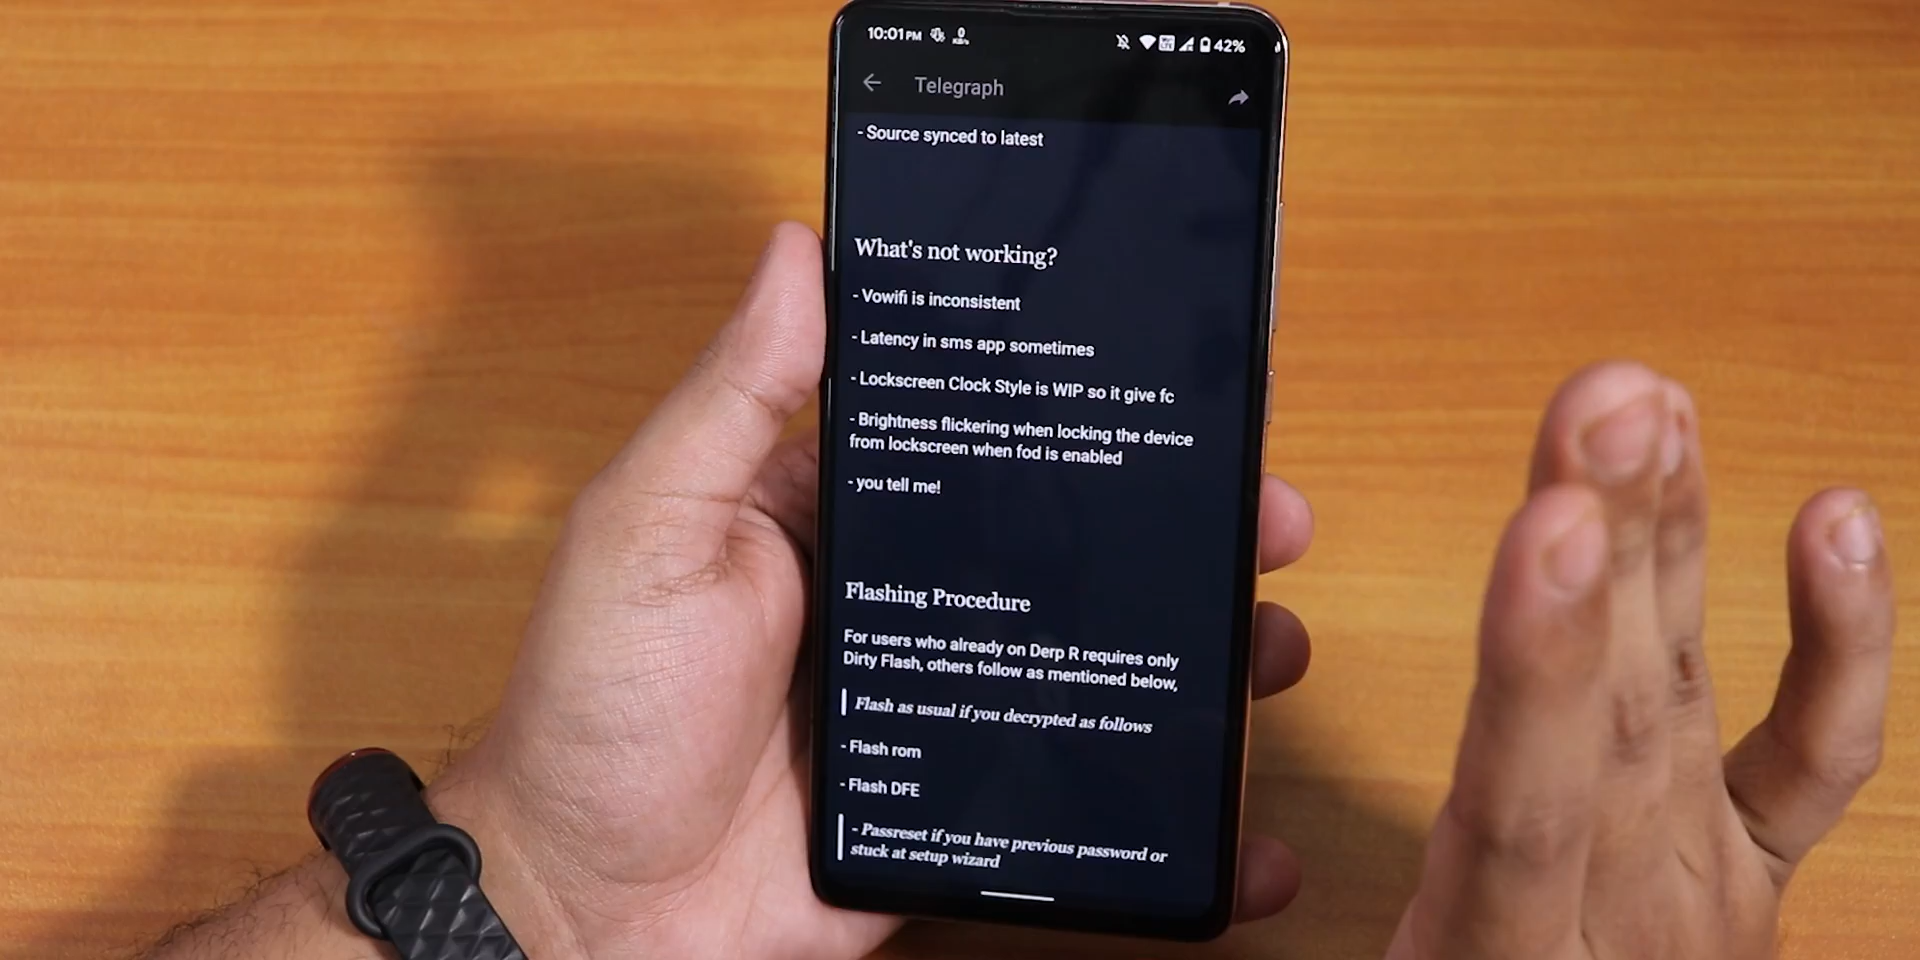 10:01PM 0 KB/s 42%
Telegraph
- Source synced to latest
What's not working?
- Vowifi is inconsistent
- Latency in sms app sometimes
- Lockscreen Clock Style is WIP so it give fc
- Brightness flickering when locking the device
from lockscreen when fod is enabled
- you tell me!
Flashing Procedure
For users who already on Derp R requires only
Dirty Flash, others follow as mentioned below,
Flash as usual if you decrypted as follows
- Flash rom
- Flash DFE
- Passreset if you have previous password or
stuck at setup wizard